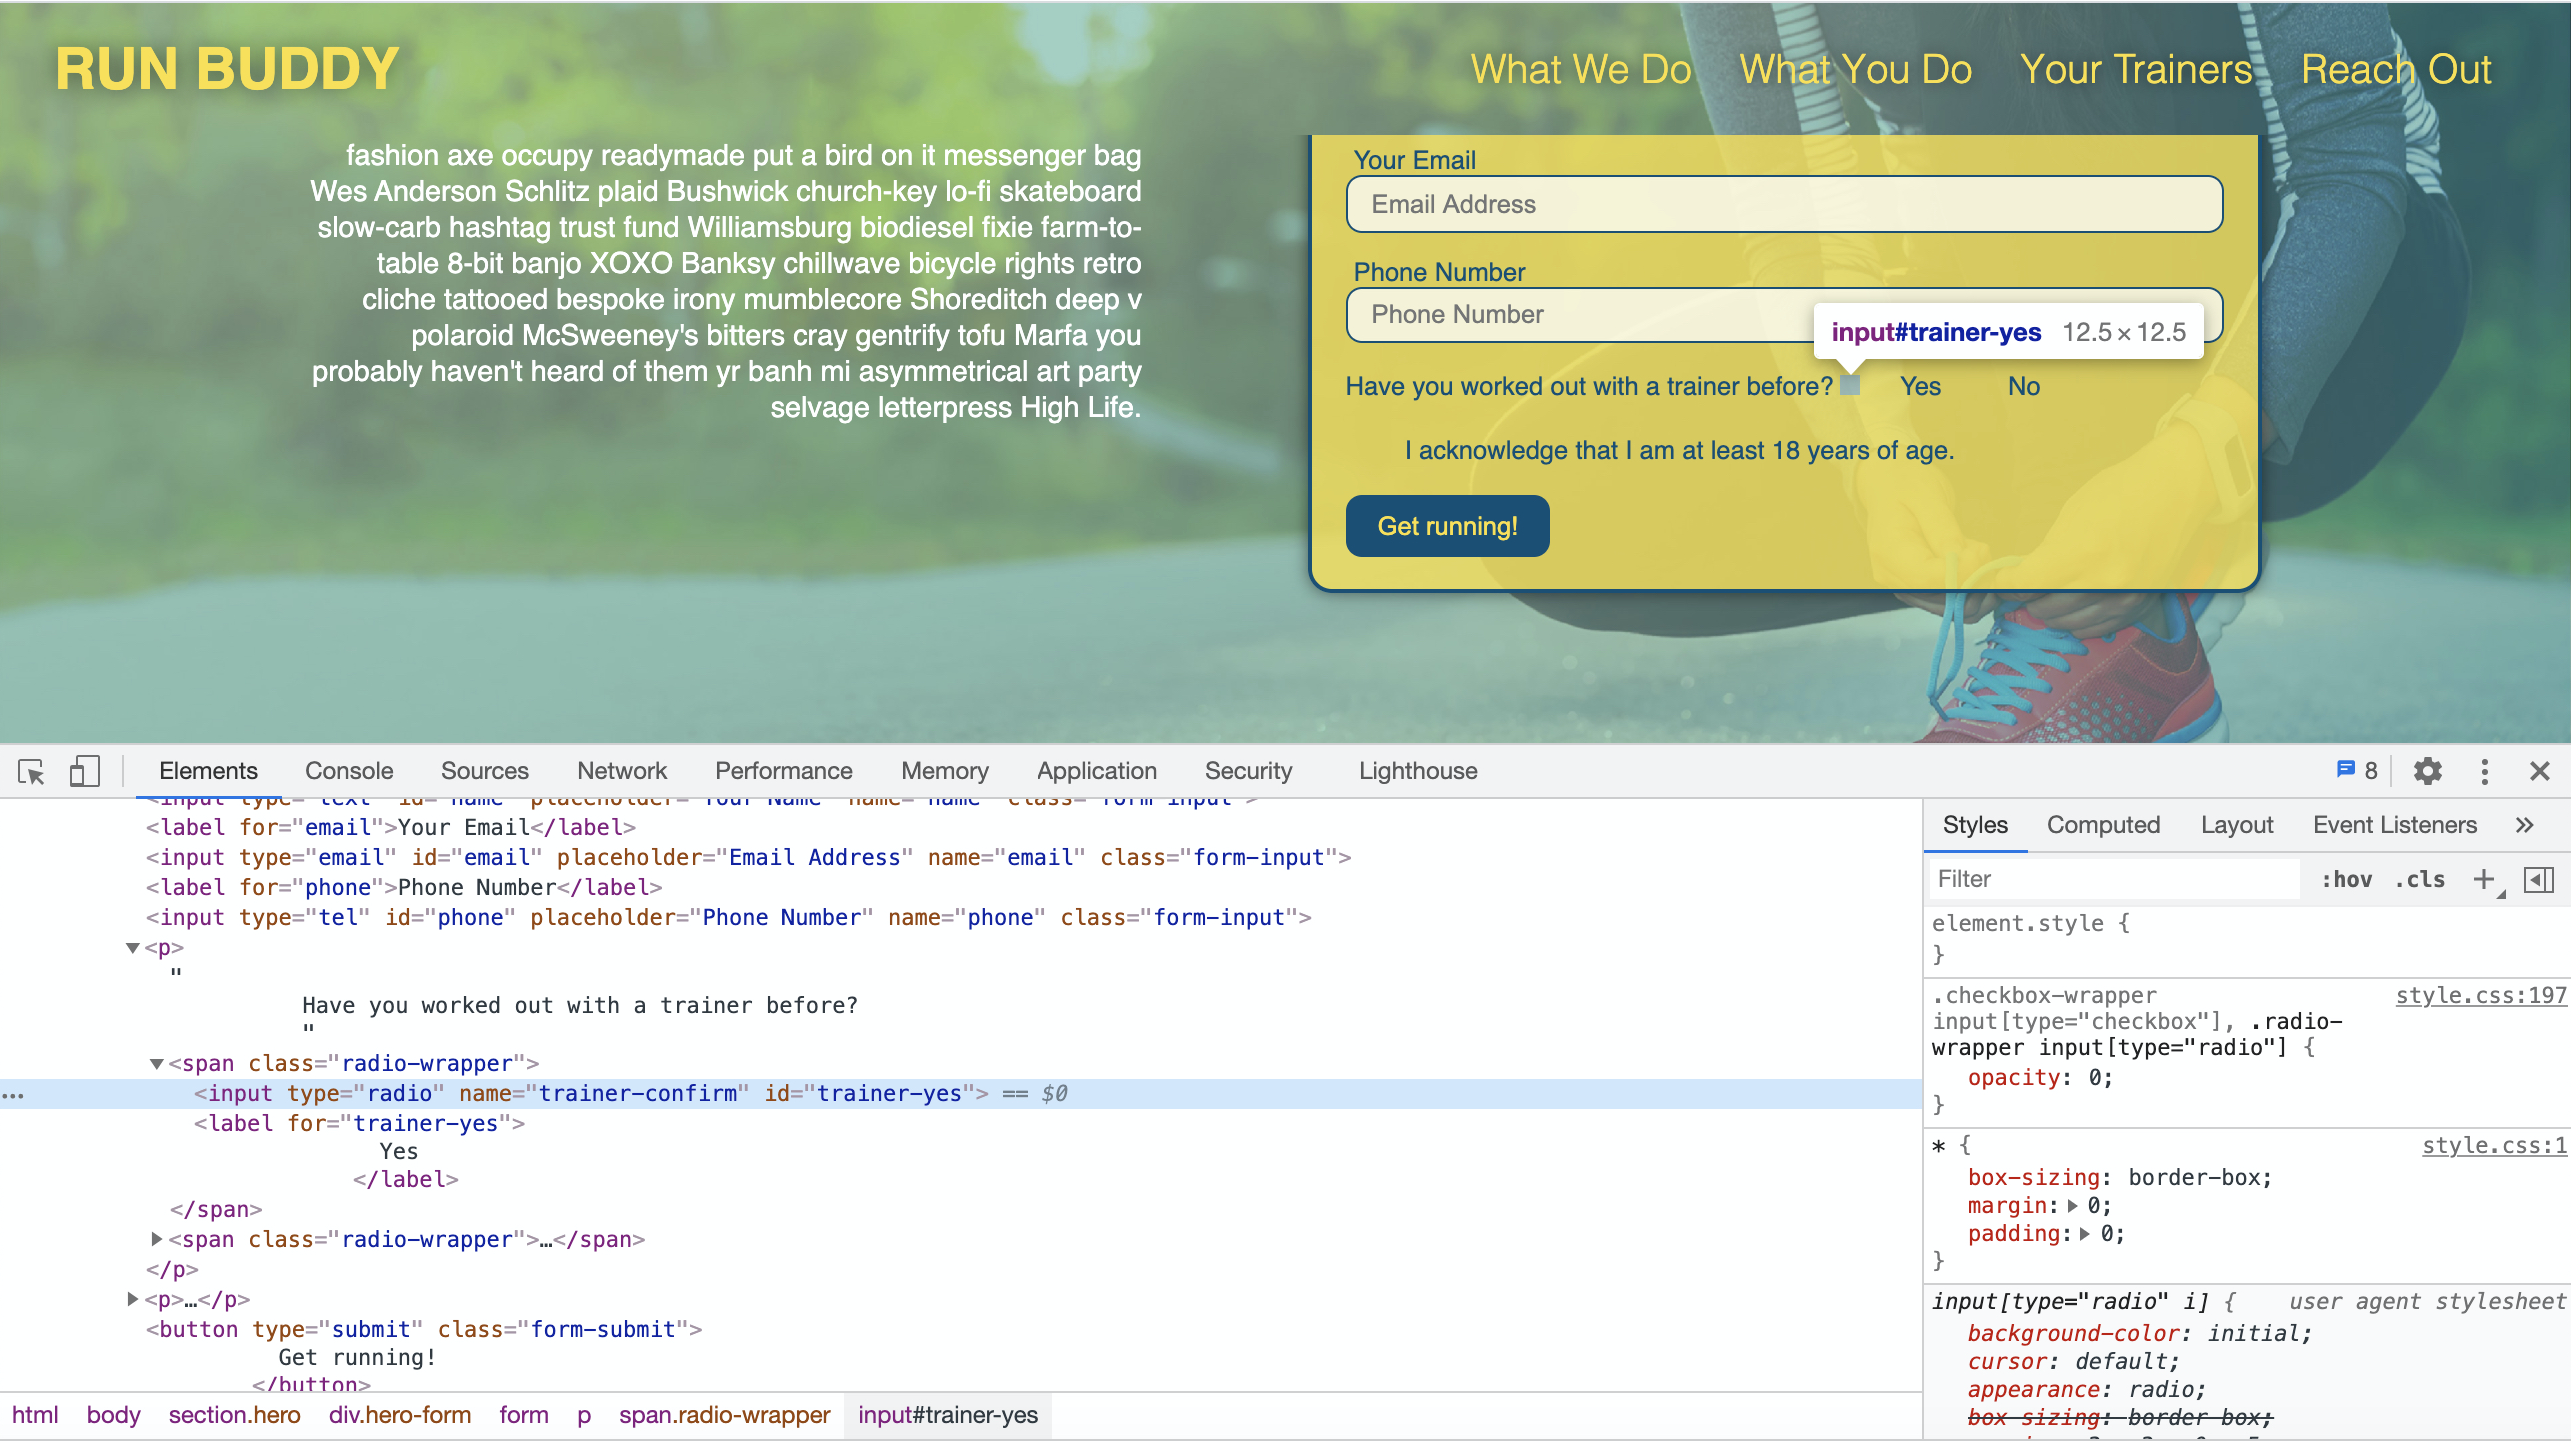 RUN BUDDY
What We Do What You Do Your Trainers Reach Out
fashion axe occupy readymade put a bird on it messenger bag
Wes Anderson Schlitz plaid Bushwick church-key lo-fi skateboard
slow-carb hashtag trust fund Williamsburg biodiesel fixie farm-to-
table 8-bit banjo XOXO Banksy chillwave bicycle rights retro
cliche tattooed bespoke irony mumblecore Shoreditch deep v
polaroid McSweeney's bitters cray gentrify tofu Marfa you
probably haven't heard of them yr banh mi asymmetrical art party
selvage letterpress High Life.
Your Email
Email Address
Phone Number
Phone Number
input#trainer-yes 12.5 × 12.5
Have you worked out with a trainer before? Yes No
I acknowledge that I am at least 18 years of age.
Get running!
Elements Console Sources Network Performance Memory Application Security Lighthouse 8
<input type="text" id="name" placeholder="Your Name" name="name" class="form-input">
<label for="email">Your Email</label>
<input type="email" id="email" placeholder="Email Address" name="email" class="form-input">
<label for="phone">Phone Number</label>
<input type="tel" id="phone" placeholder="Phone Number" name="phone" class="form-input">
<p>
"
Have you worked out with a trainer before?
"
<span class="radio-wrapper">
<input type="radio" name="trainer-confirm" id="trainer-yes"> == $0
<label for="trainer-yes">
Yes
</label>
</span>
<span class="radio-wrapper">…</span>
</p>
<p>…</p>
<button type="submit" class="form-submit">
Get running!
</button>
html body section.hero div.hero-form form p span.radio-wrapper input#trainer-yes
Styles Computed Layout Event Listeners »
Filter :hov .cls +
element.style {
}
.checkbox-wrapper style.css:197
input[type="checkbox"], .radio-
wrapper input[type="radio"] {
opacity: 0;
}
* { style.css:1
box-sizing: border-box;
margin: 0;
padding: 0;
}
input[type="radio" i] { user agent stylesheet
background-color: initial;
cursor: default;
appearance: radio;
box-sizing: border-box;